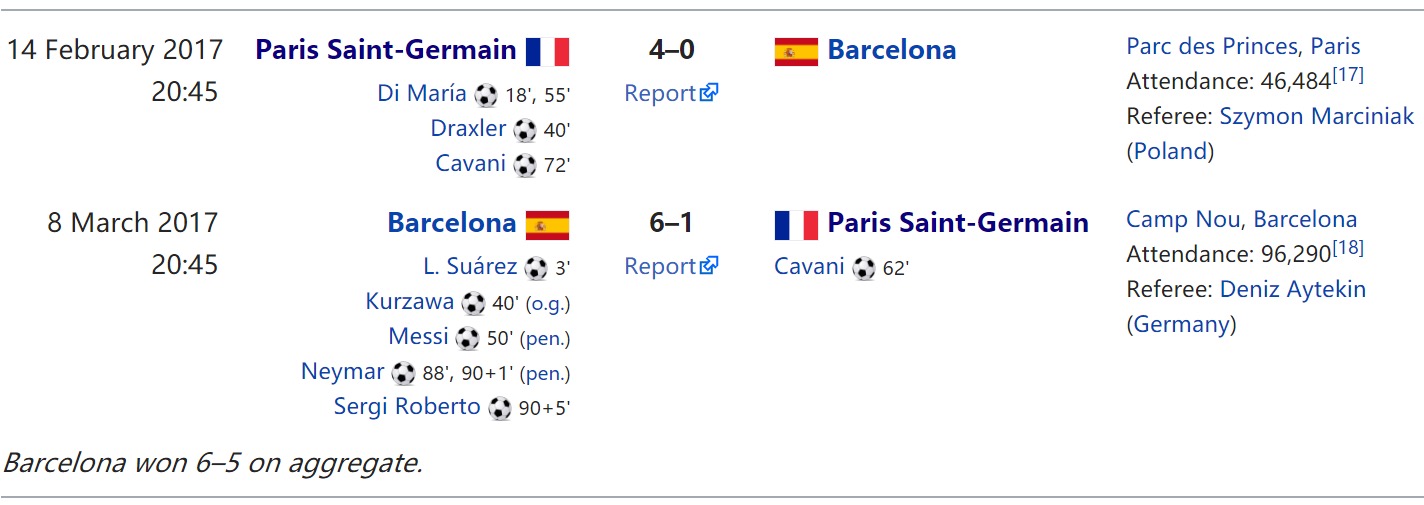 14 February 2017 Paris Saint-Germain 4–0 Barcelona Parc des Princes, Paris
20:45 Di María 18', 55' Report Attendance: 46,484[17]
Draxler 40' Referee: Szymon Marciniak
Cavani 72' (Poland)
8 March 2017 Barcelona 6–1 Paris Saint-Germain Camp Nou, Barcelona
20:45 L. Suárez 3' Report Cavani 62' Attendance: 96,290[18]
Kurzawa 40' (o.g.) Referee: Deniz Aytekin
Messi 50' (pen.) (Germany)
Neymar 88', 90+1' (pen.)
Sergi Roberto 90+5'
Barcelona won 6–5 on aggregate.